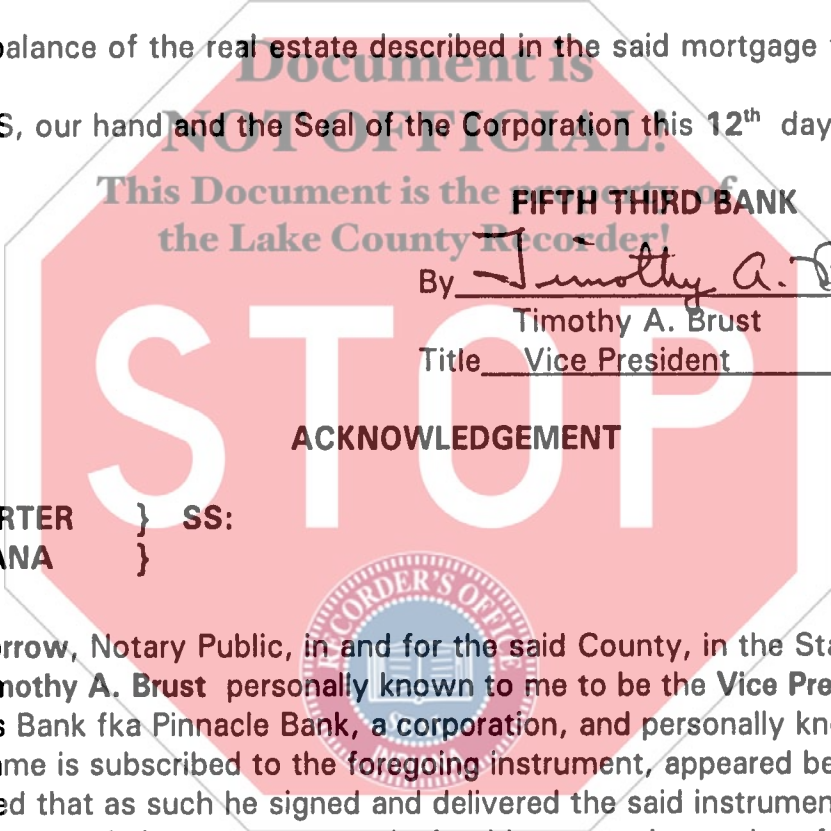 balance of the real estate described in the said mortgage
Document is
S, our hand and the Seal of the Corporation this 12th day
NOT OFFICIAL!
This Document is the property of
FIFTH THIRD BANK
the Lake County Recorder!
By Timothy A.
Timothy A. Brust
Title Vice President
STOP
ACKNOWLEDGEMENT
RTER } SS:
ANA }
RECORDER'S OFFICE
orrow, Notary Public, in and for the said County, in the Sta
mothy A. Brust personally known to me to be the Vice Pre
s Bank fka Pinnacle Bank, a corporation, and personally kno
ame is subscribed to the foregoing instrument, appeared be
INDIANA
ed that as such he signed and delivered the said instrumen